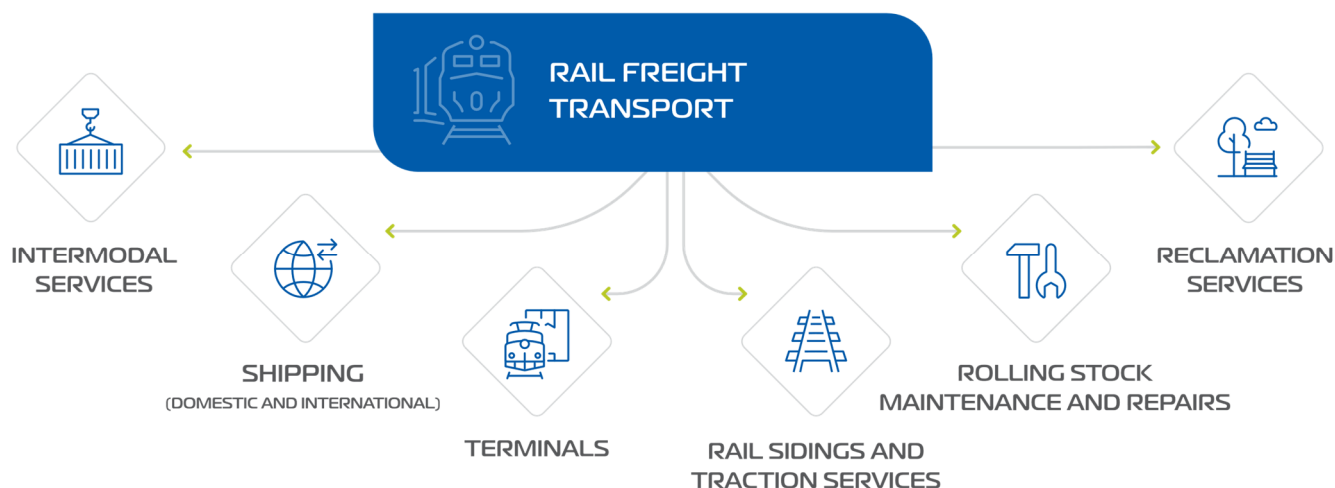 RAIL FREIGHT
TRANSPORT
INTERMODAL
SERVICES
SHIPPING
(DOMESTIC AND INTERNATIONAL)
TERMINALS
RAIL SIDINGS AND
TRACTION SERVICES
ROLLING STOCK
MAINTENANCE AND REPAIRS
RECLAMATION
SERVICES